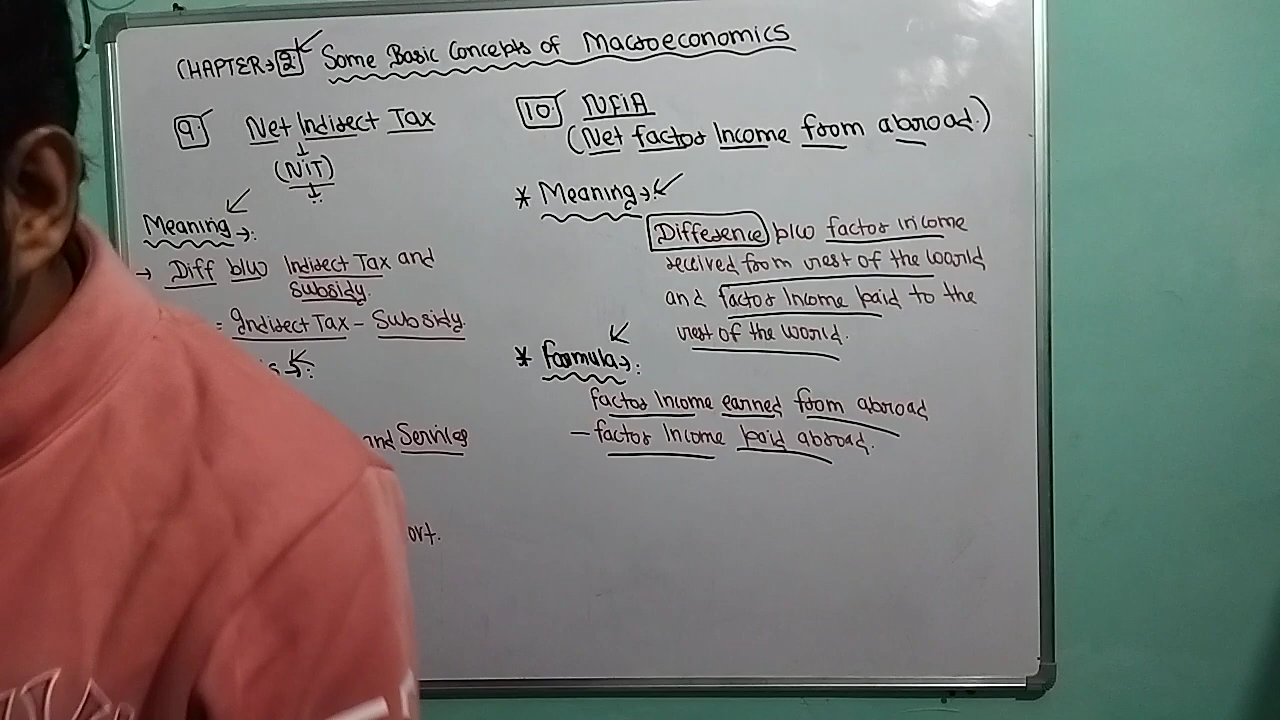 CHAPTER→ 2 Some Basic Concepts of Macroeconomics
9. Net Indirect Tax
(NIT)
Meaning→:
→ Diff b/w Indirect Tax and
Subsidy
= Indirect Tax - Subsidy
and Services
ort.
10. NFIA
(Net factor Income from abroad.)
* Meaning→:
Difference b/w factor income
received from rest of the world
and factor Income paid to the
rest of the world.
* Formula→:
factor Income earned from abroad
- factor Income paid abroad.